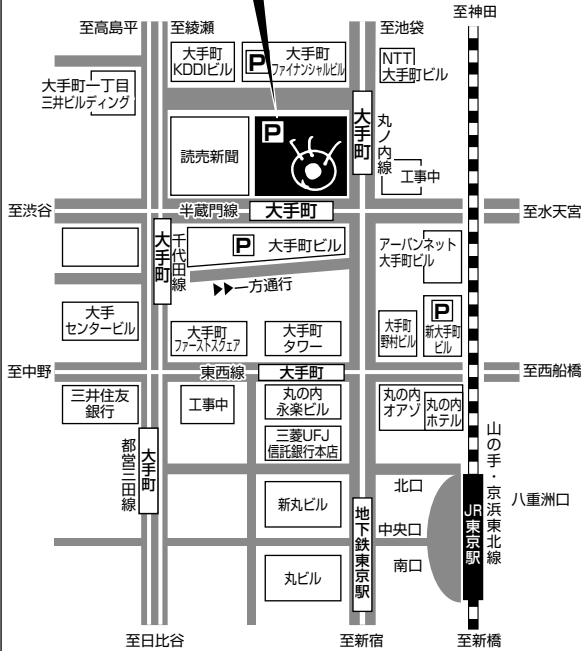 至神田
至高島平
至綾瀬
至池袋
大手町
KDDIビル
P
大手町
ファイナンシャルビル
NTT
大手町ビル
大手町一丁目
三井ビルディング
読売新聞
P
大手町
丸ノ内線
工事中
至渋谷
半蔵門線
大手町
至水天宮
大手町
千代田線
P
大手町ビル
アーバンネット
大手町ビル
一方通行
大手
センタービル
大手町
ファーストスクェア
大手町
タワー
大手町
野村ビル
P
新大手町
ビル
至中野
東西線
大手町
至西船橋
三井住友
銀行
工事中
丸の内
永楽ビル
丸の内
オアゾ
丸の内
ホテル
都営三田線
大手町
三菱UFJ
信託銀行本店
山の手・京浜東北線
北口
八重洲口
新丸ビル
地下鉄東京駅
中央口
JR東京駅
南口
丸ビル
至日比谷
至新宿
至新橋